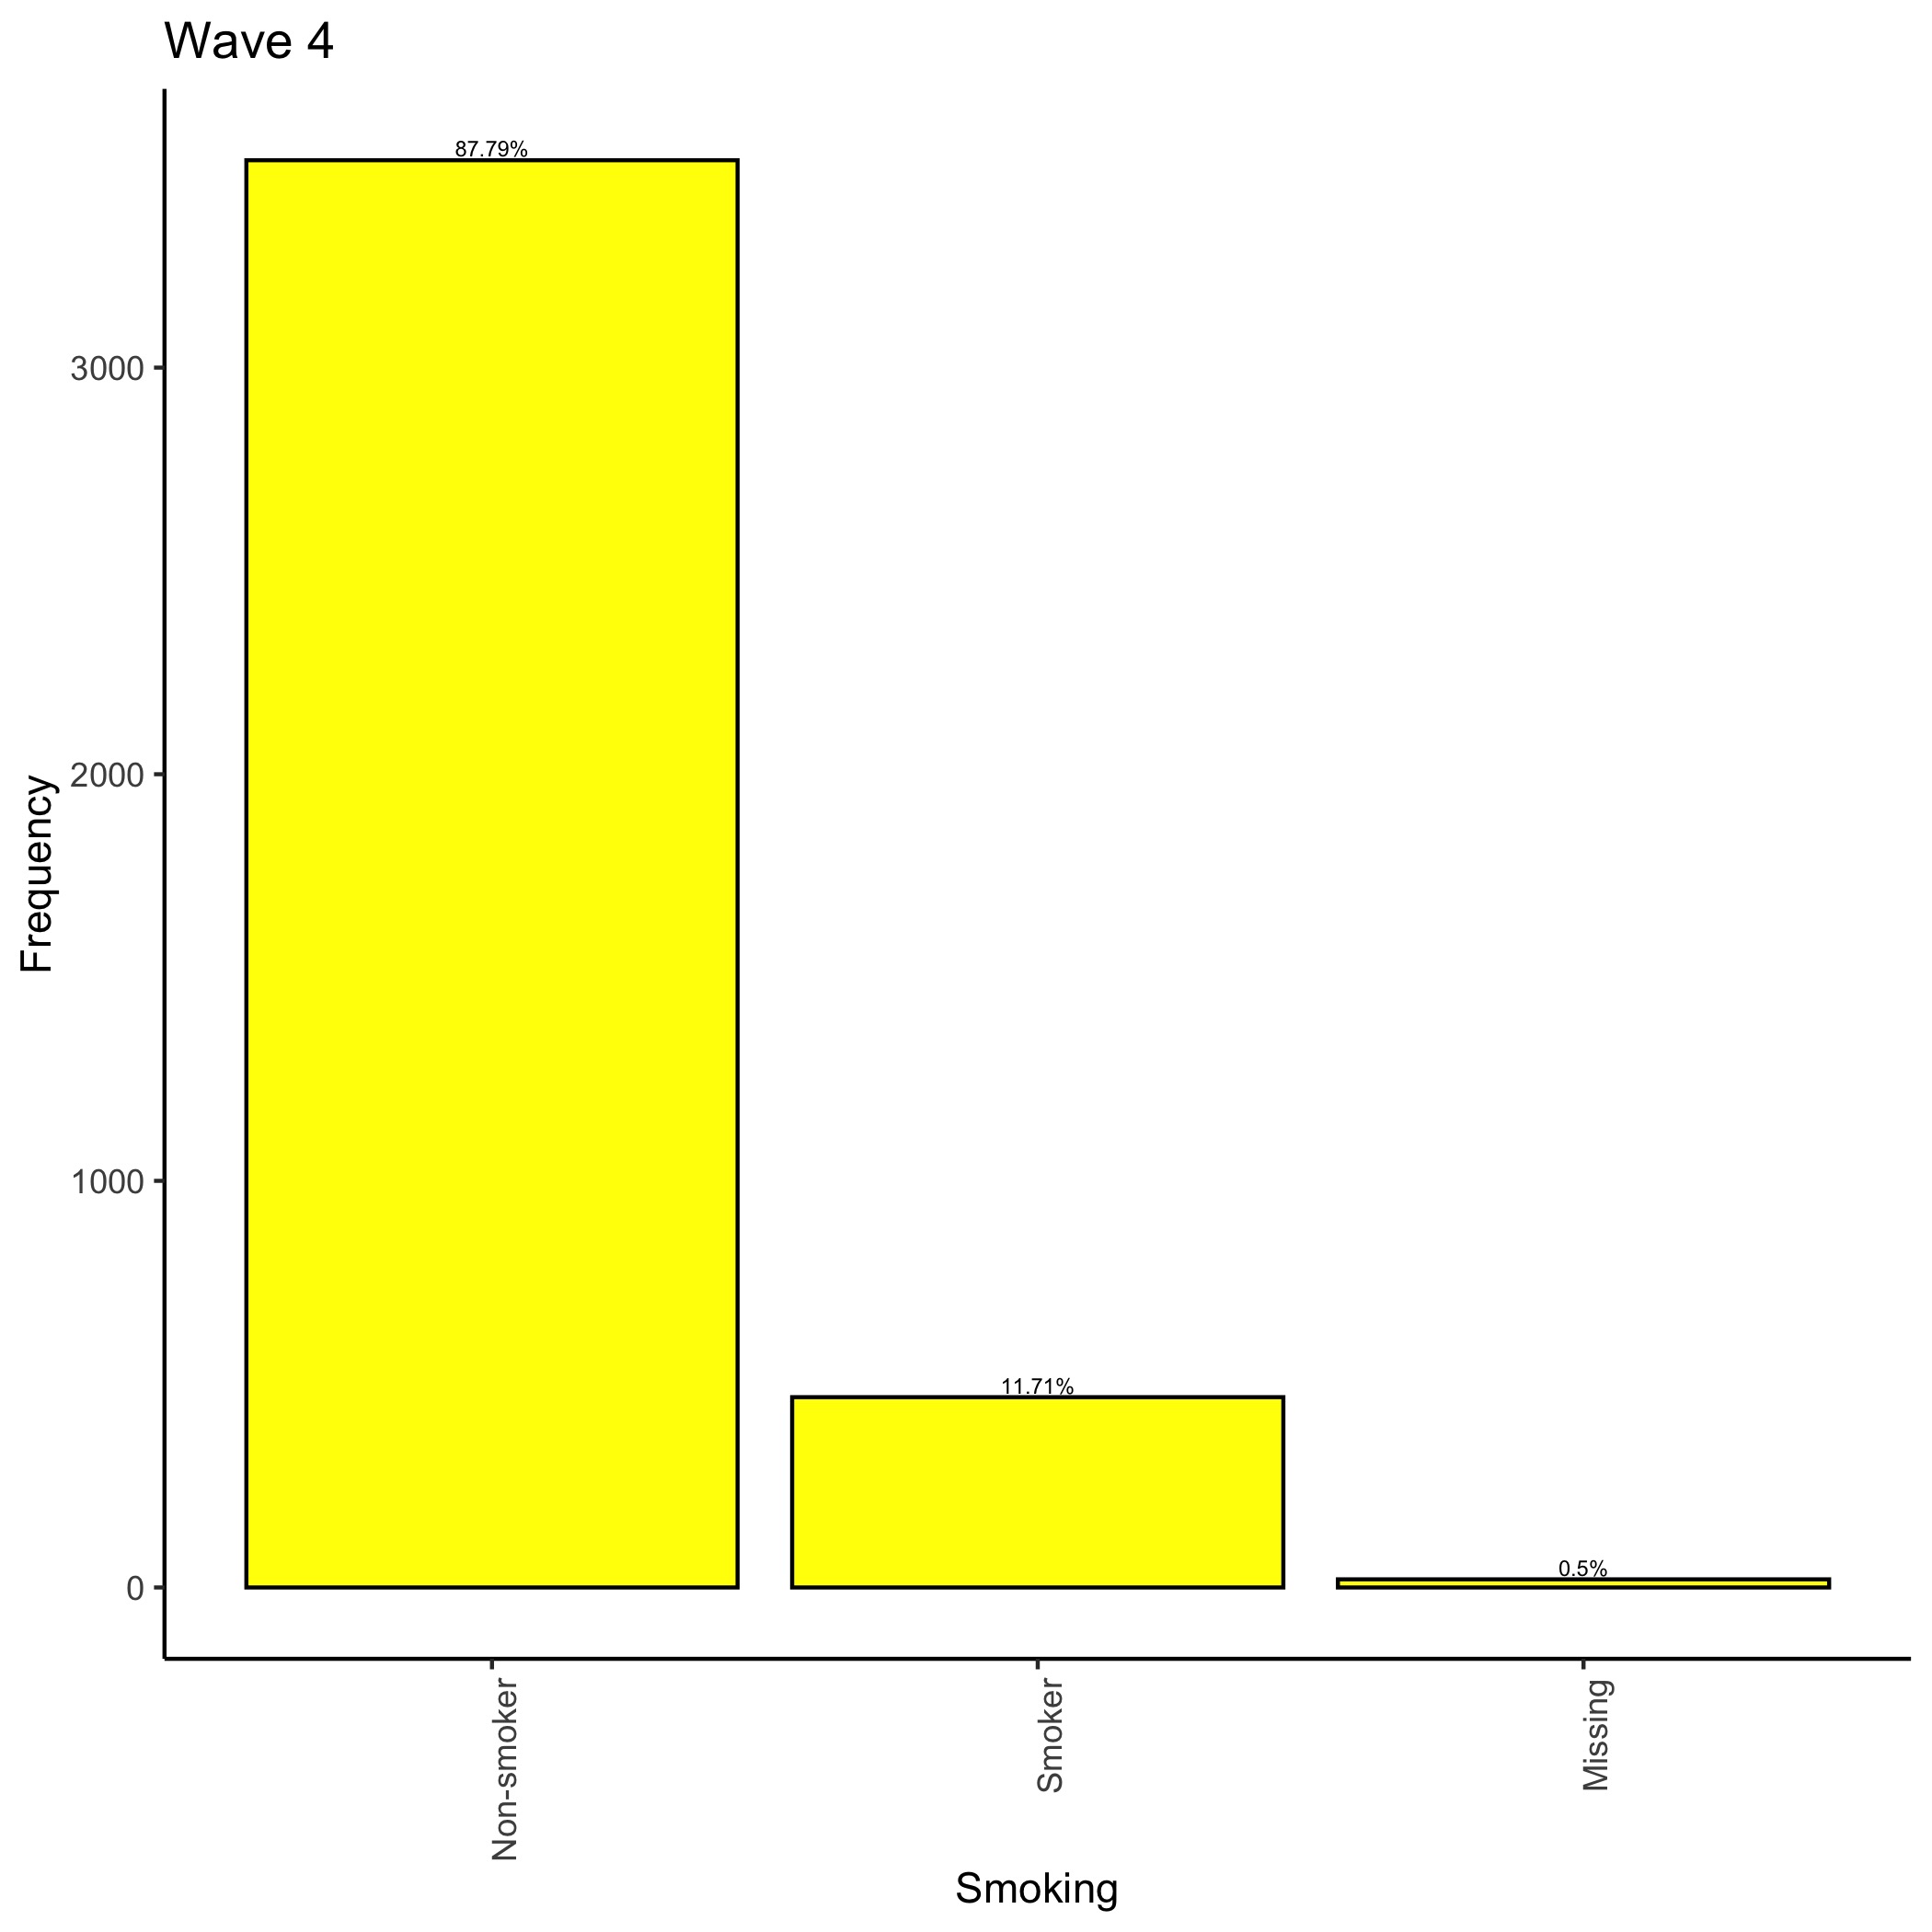 Wave 4
87.79%
11.71%
0.5%
3000
2000
1000
0
Frequency
Non-smoker
Smoker
Missing
Smoking